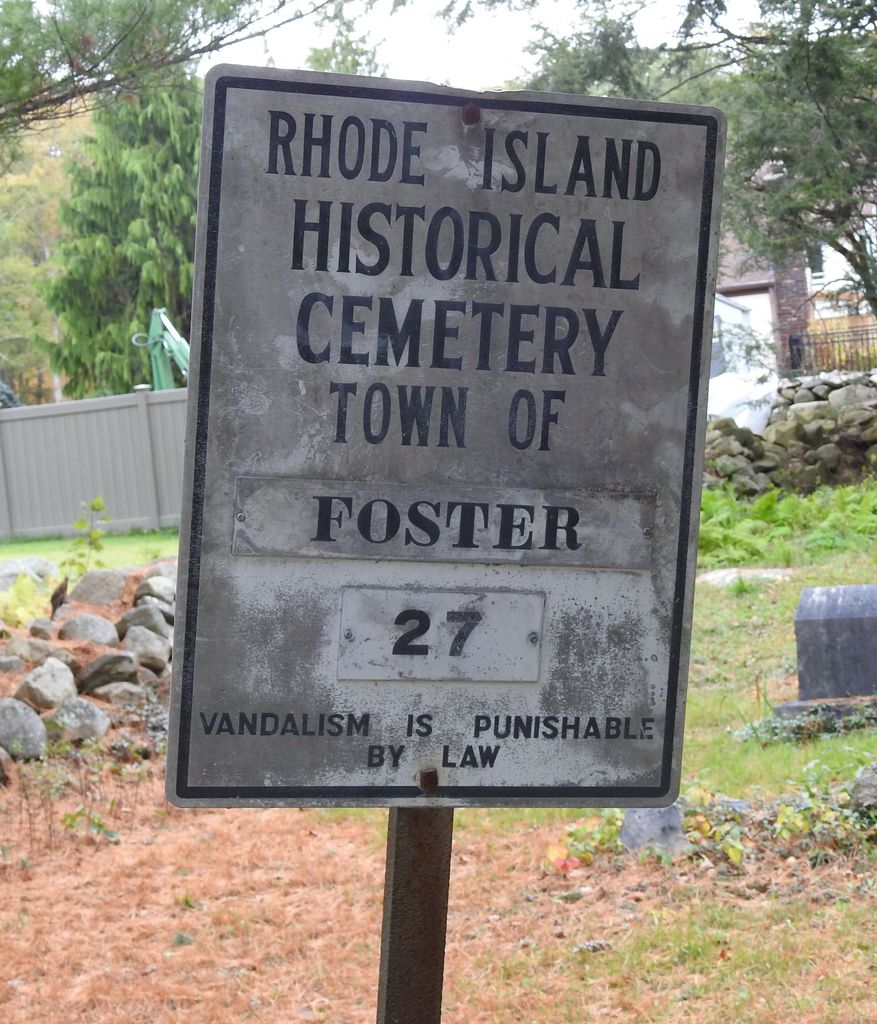 RHODE ISLAND
HISTORICAL
CEMETERY
TOWN OF
FOSTER
27
VANDALISM IS PUNISHABLE
BY LAW